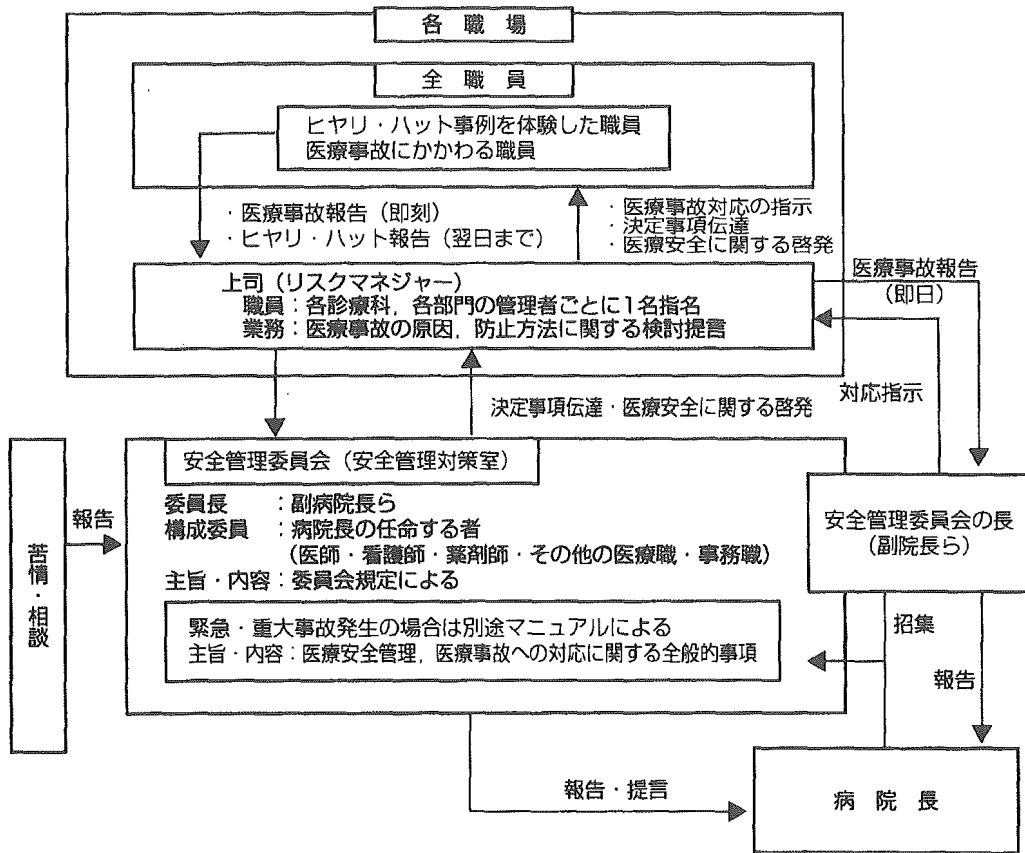 各職場
全職員
ヒヤリ・ハット事例を体験した職員
医療事故にかかわる職員
・医療事故報告（即刻）
・ヒヤリ・ハット報告（翌日まで）
・医療事故対応の指示
・決定事項伝達
・医療安全に関する啓発
上司（リスクマネジャー）
職員：各診療科，各部門の管理者ごとに1名指名
業務：医療事故の原因，防止方法に関する検討提言
医療事故報告
（即日）
決定事項伝達・医療安全に関する啓発
対応指示
苦情・相談
報告
安全管理委員会（安全管理対策室）
委員長　：副病院長ら
構成委員　：病院長の任命する者
（医師・看護師・薬剤師・その他の医療職・事務職）
主旨・内容：委員会規定による
緊急・重大事故発生の場合は別途マニュアルによる
主旨・内容：医療安全管理，医療事故への対応に関する全般的事項
安全管理委員会の長
（副院長ら）
招集
報告
報告・提言
病院長